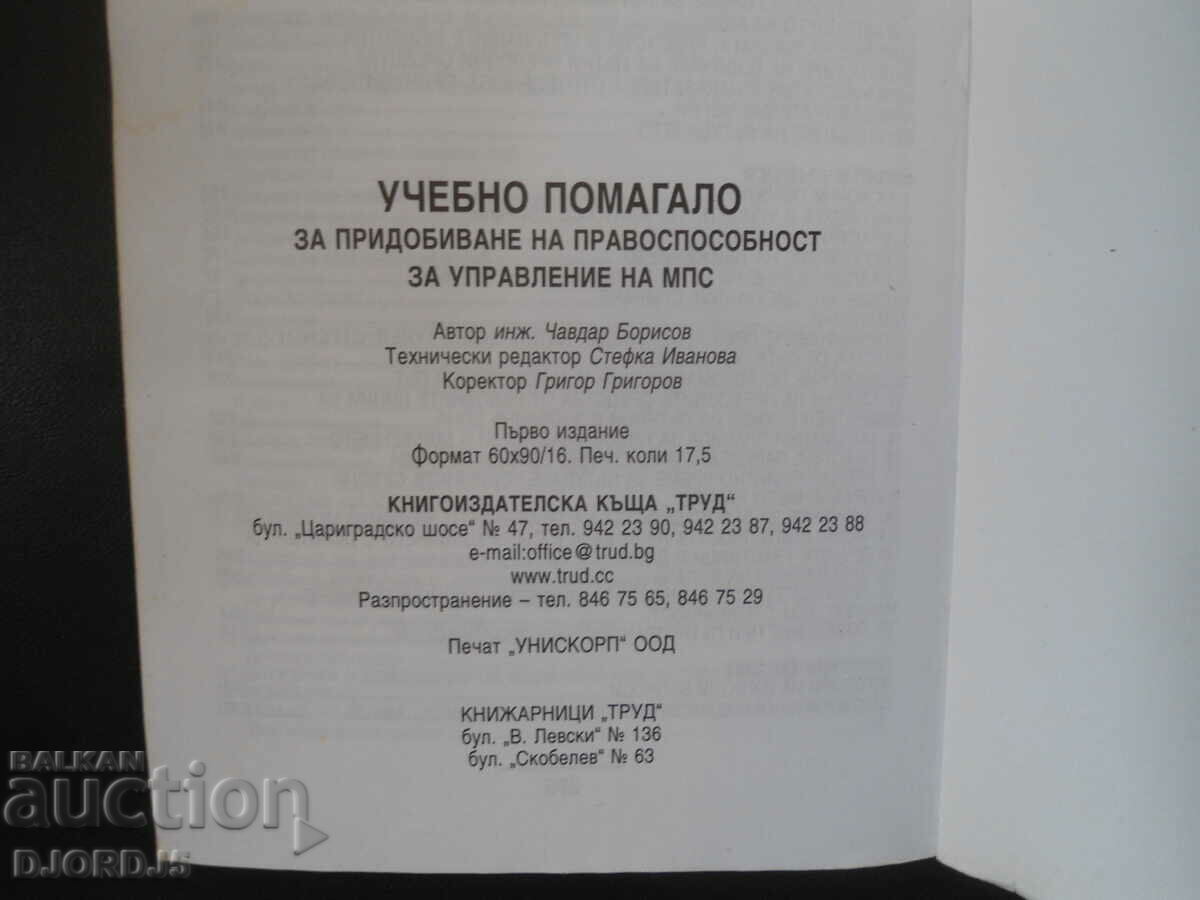 УЧЕБНО ПОМАГАЛО
ЗА ПРИДОБИВАНЕ НА ПРАВОСПОСОБНОСТ
ЗА УПРАВЛЕНИЕ НА МПС
Автор инж. Чавдар Борисов
Технически редактор Стефка Иванова
Коректор Григор Григоров
Първо издание
Формат 60x90/16. Печ. коли 17,5
КНИГОИЗДАТЕЛСКА КЪЩА „ТРУД“
бул. „Цариградско шосе“ № 47, тел. 942 23 90, 942 23 87, 942 23 88
e-mail:office@trud.bg
www.trud.cc
Разпространение – тел. 846 75 65, 846 75 29
Печат „УНИСКОРП“ ООД
КНИЖАРНИЦИ „ТРУД“
бул. „В. Левски“ № 136
бул. „Скобелев“ № 63
BALKAN
auction
DJORD_J5